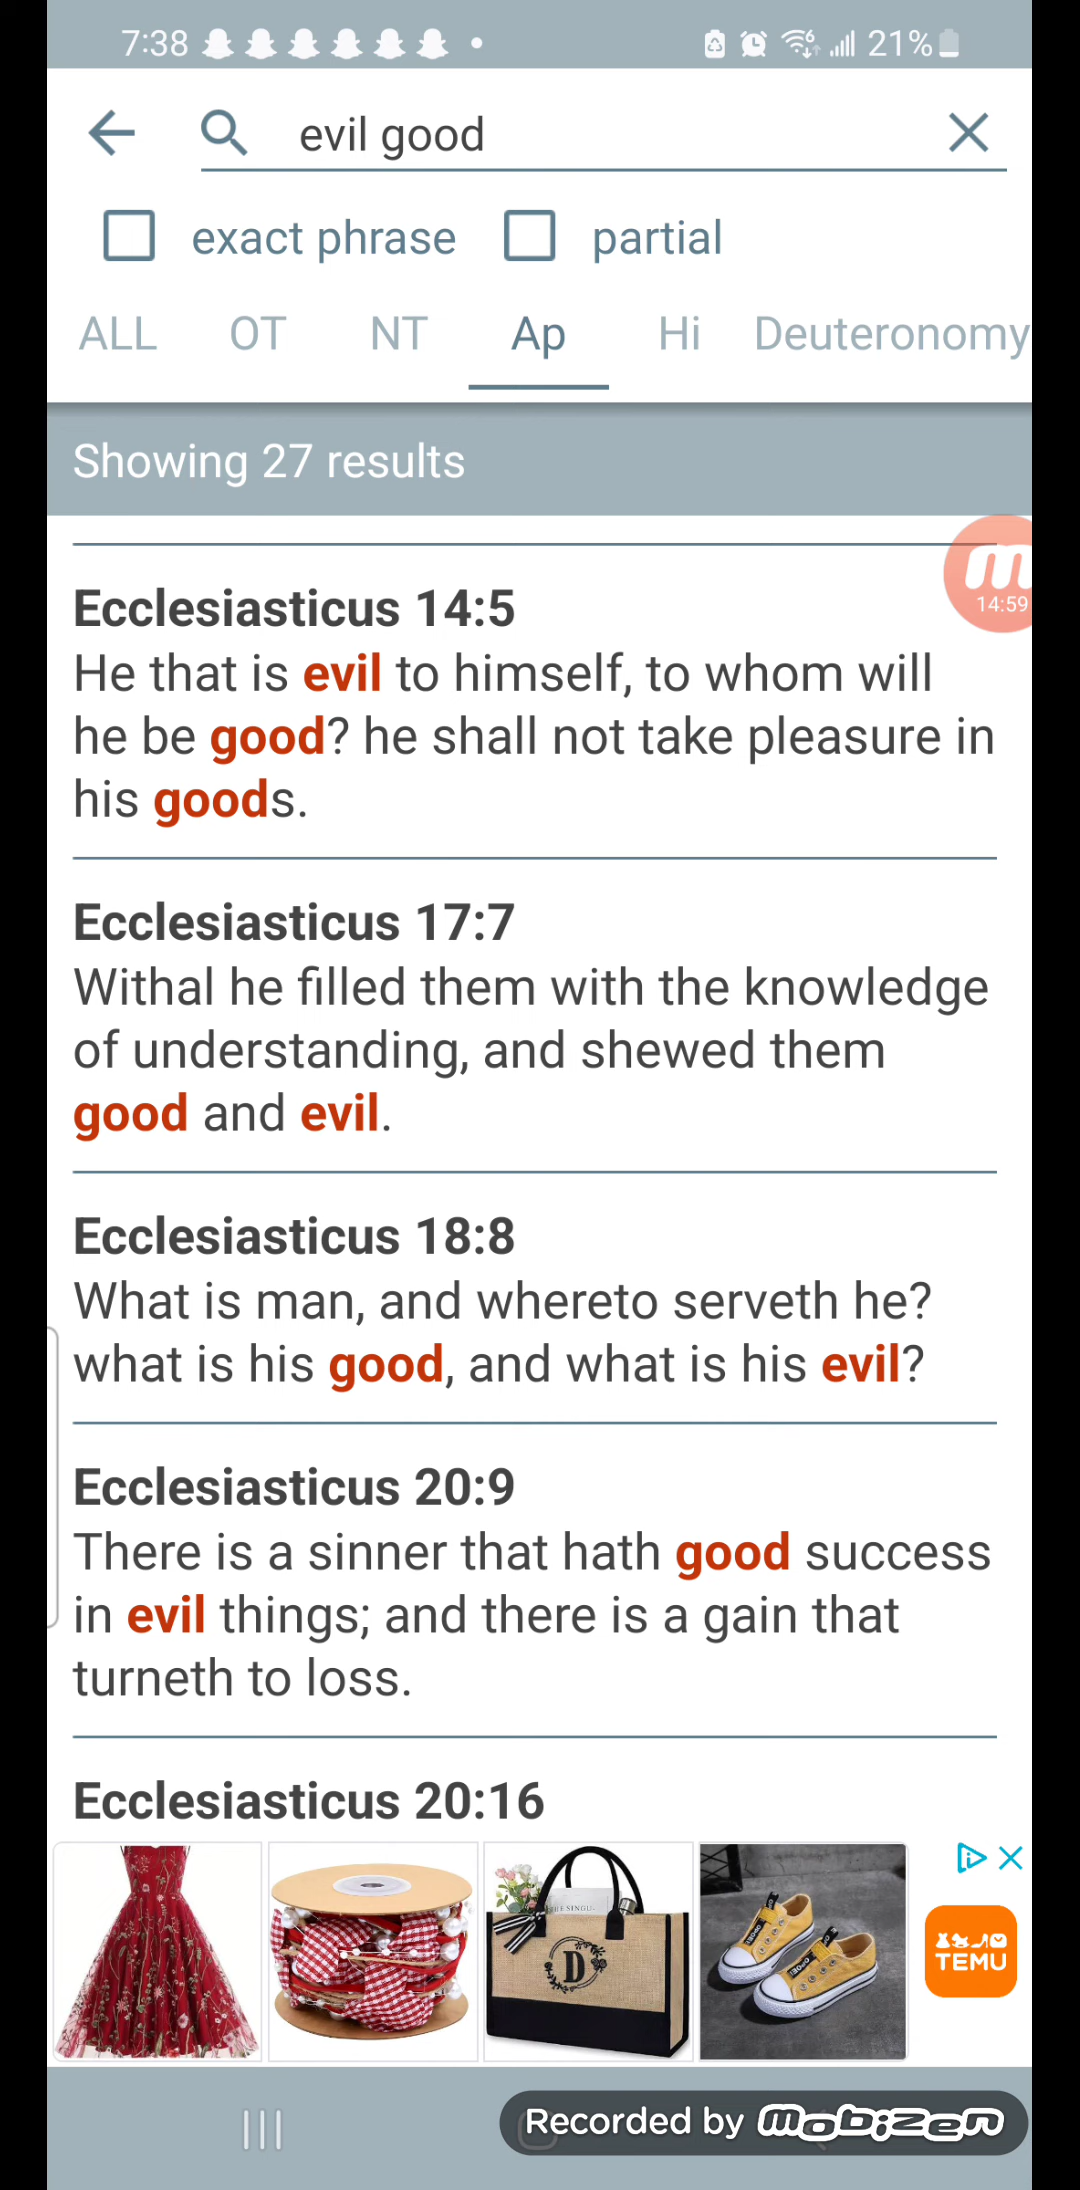 7:38
21%
evil good
exact phrase partial
ALL OT NT Ap Hi Deuteronomy
Showing 27 results
14:59
Ecclesiasticus 14:5
He that is evil to himself, to whom will
he be good? he shall not take pleasure in
his goods.
Ecclesiasticus 17:7
Withal he filled them with the knowledge
of understanding, and shewed them
good and evil.
Ecclesiasticus 18:8
What is man, and whereto serveth he?
what is his good, and what is his evil?
Ecclesiasticus 20:9
There is a sinner that hath good success
in evil things; and there is a gain that
turneth to loss.
Ecclesiasticus 20:16
D
TEMU
Recorded by mobizen